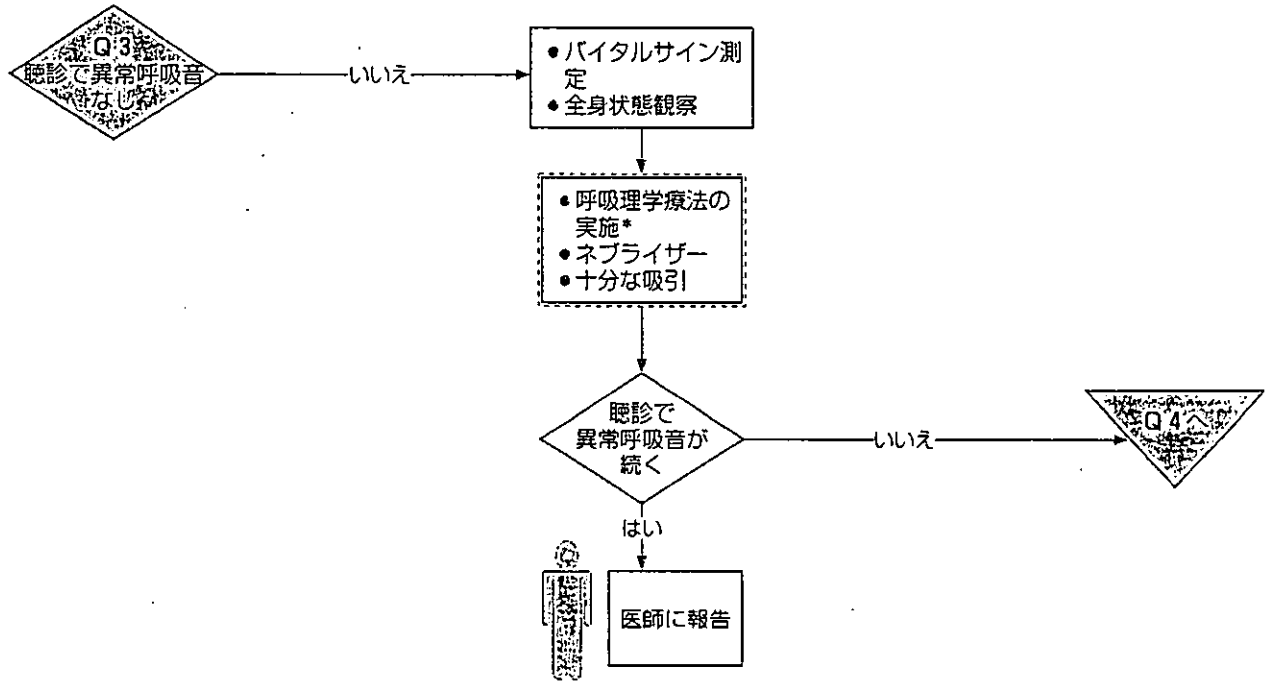 Q3
聴診で異常呼吸音
なしか
いいえ
● バイタルサイン測
定
● 全身状態観察
● 呼吸理学療法の
実施*
● ネブライザー
● 十分な吸引
聴診で
異常呼吸音が
続く
いいえ
Q4へ
はい
医師に報告